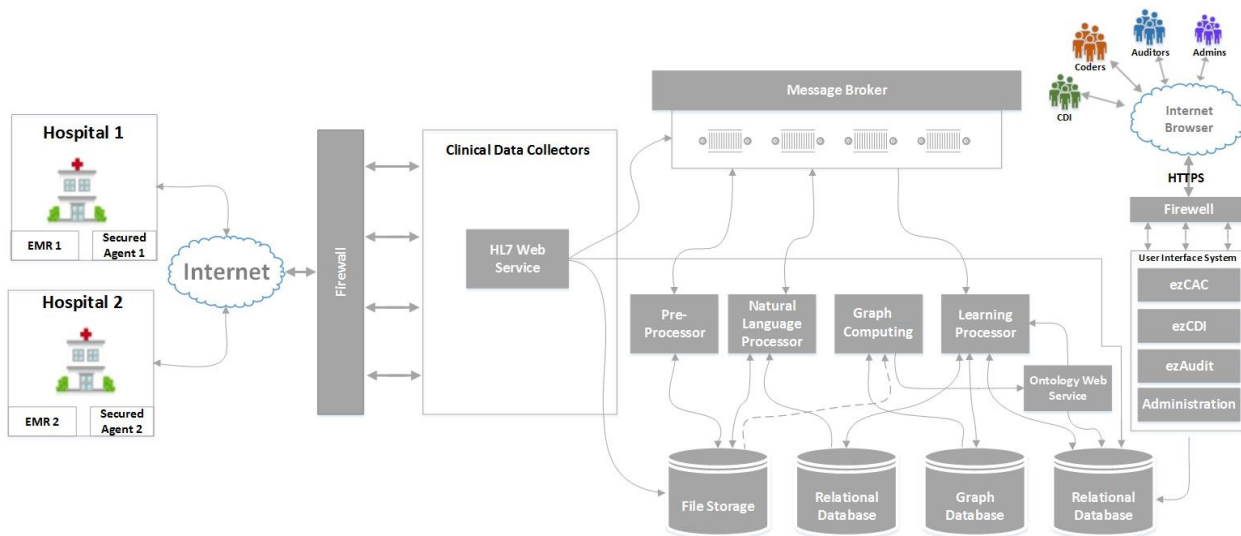 Hospital 1
EMR 1
Secured
Agent 1
Hospital 2
EMR 2
Secured
Agent 2
Internet
Firewall
Clinical Data Collectors
HL7 Web
Service
Message Broker
Pre-
Processor
Natural
Language
Processor
Graph
Computing
Learning
Processor
Ontology Web
Service
File Storage
Relational
Database
Graph
Database
Relational
Database
CDI
Coders
Auditors
Admins
Internet
Browser
HTTPS
Firewell
User Interface System
ezCAC
ezCDI
ezAudit
Administration